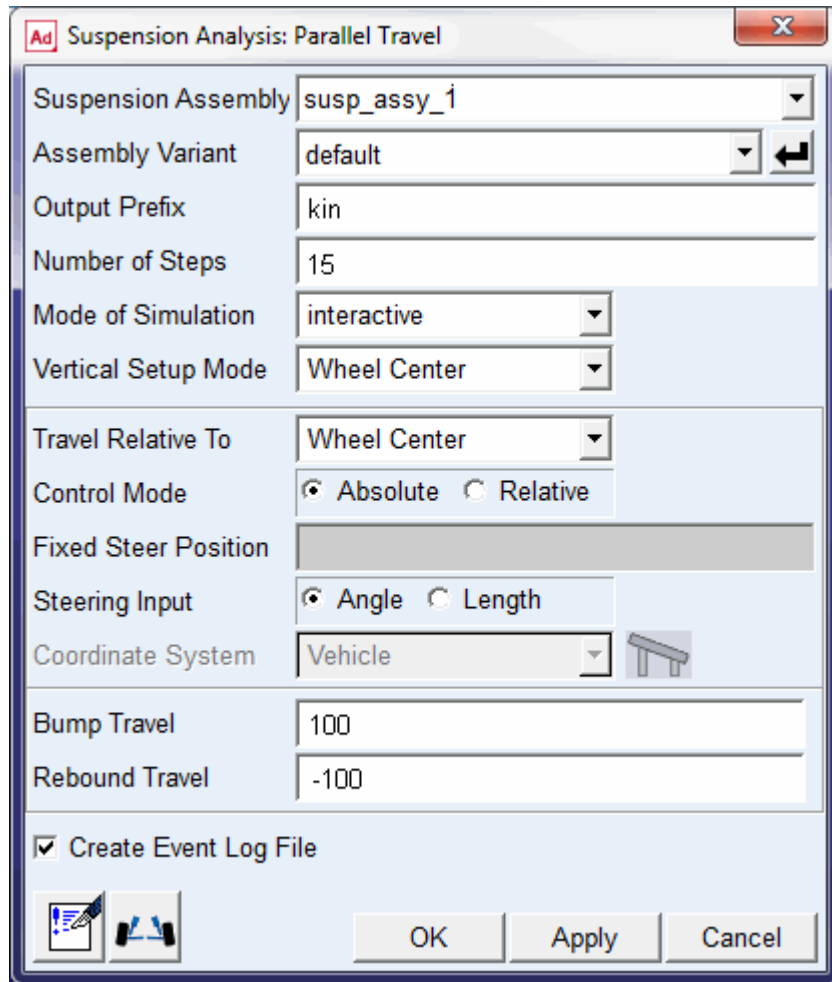 Ad Suspension Analysis: Parallel Travel
Suspension Assembly susp_assy_1
Assembly Variant default
Output Prefix kin
Number of Steps 15
Mode of Simulation interactive
Vertical Setup Mode Wheel Center
Travel Relative To Wheel Center
Control Mode Absolute Relative
Fixed Steer Position
Steering Input Angle Length
Coordinate System Vehicle
Bump Travel 100
Rebound Travel -100
Create Event Log File
OK Apply Cancel